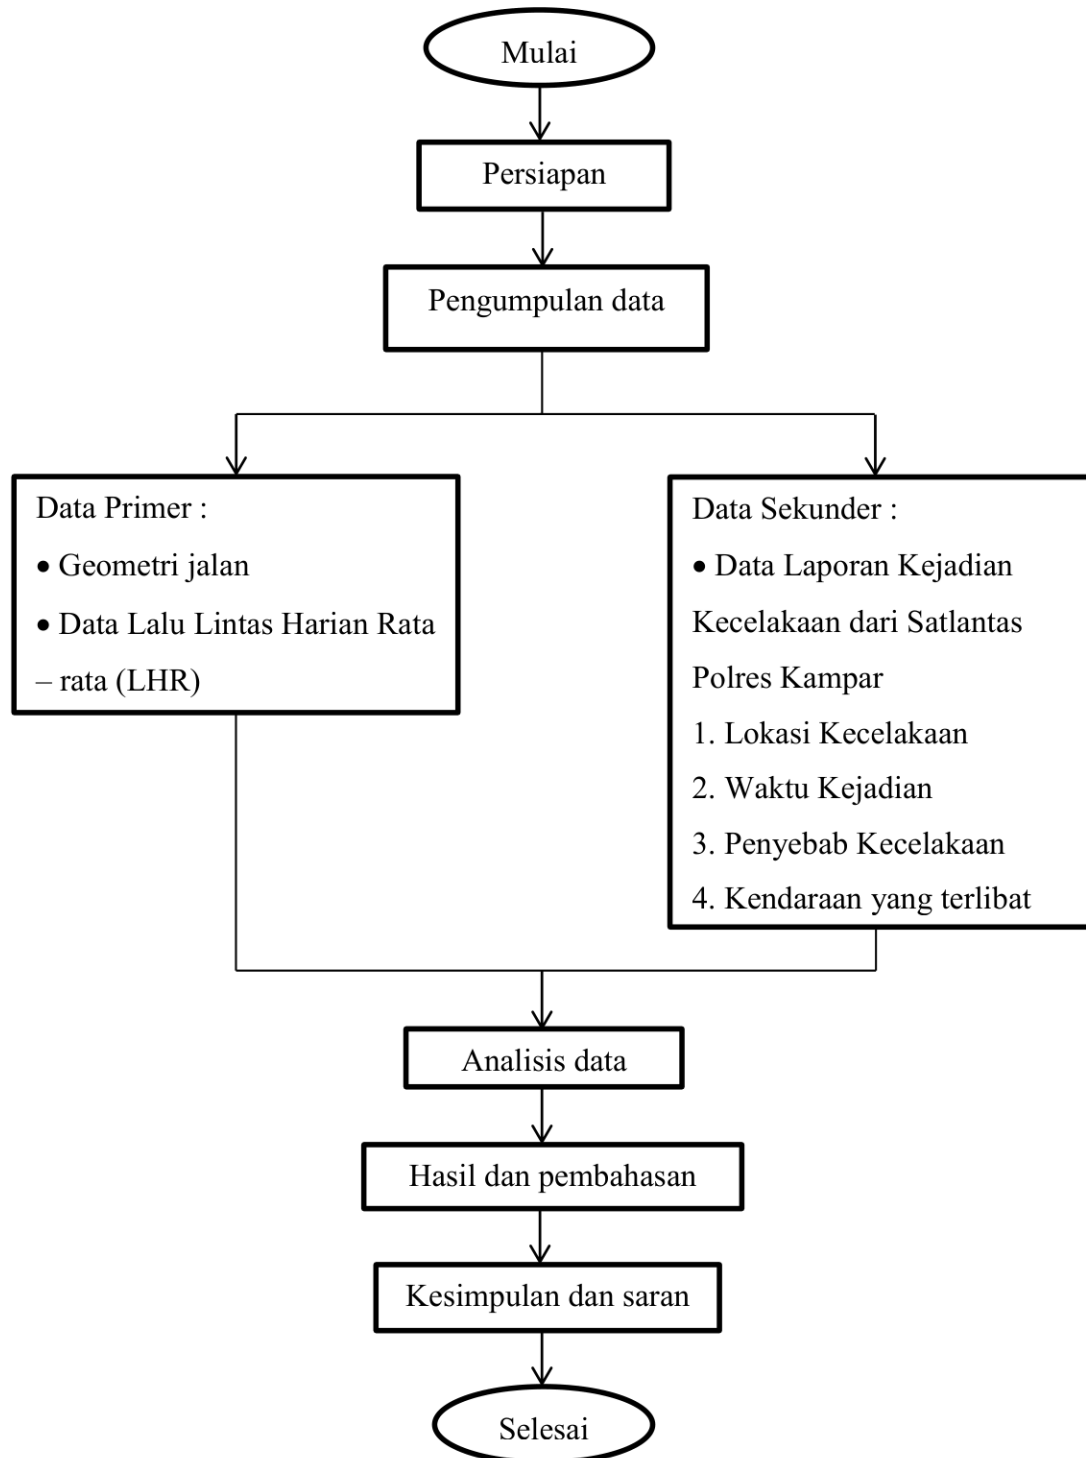 Mulai
Persiapan
Pengumpulan data
Data Primer :
• Geometri jalan
• Data Lalu Lintas Harian Rata
– rata (LHR)
Data Sekunder :
• Data Laporan Kejadian
Kecelakaan dari Satlantas
Polres Kampar
1. Lokasi Kecelakaan
2. Waktu Kejadian
3. Penyebab Kecelakaan
4. Kendaraan yang terlibat
Analisis data
Hasil dan pembahasan
Kesimpulan dan saran
Selesai